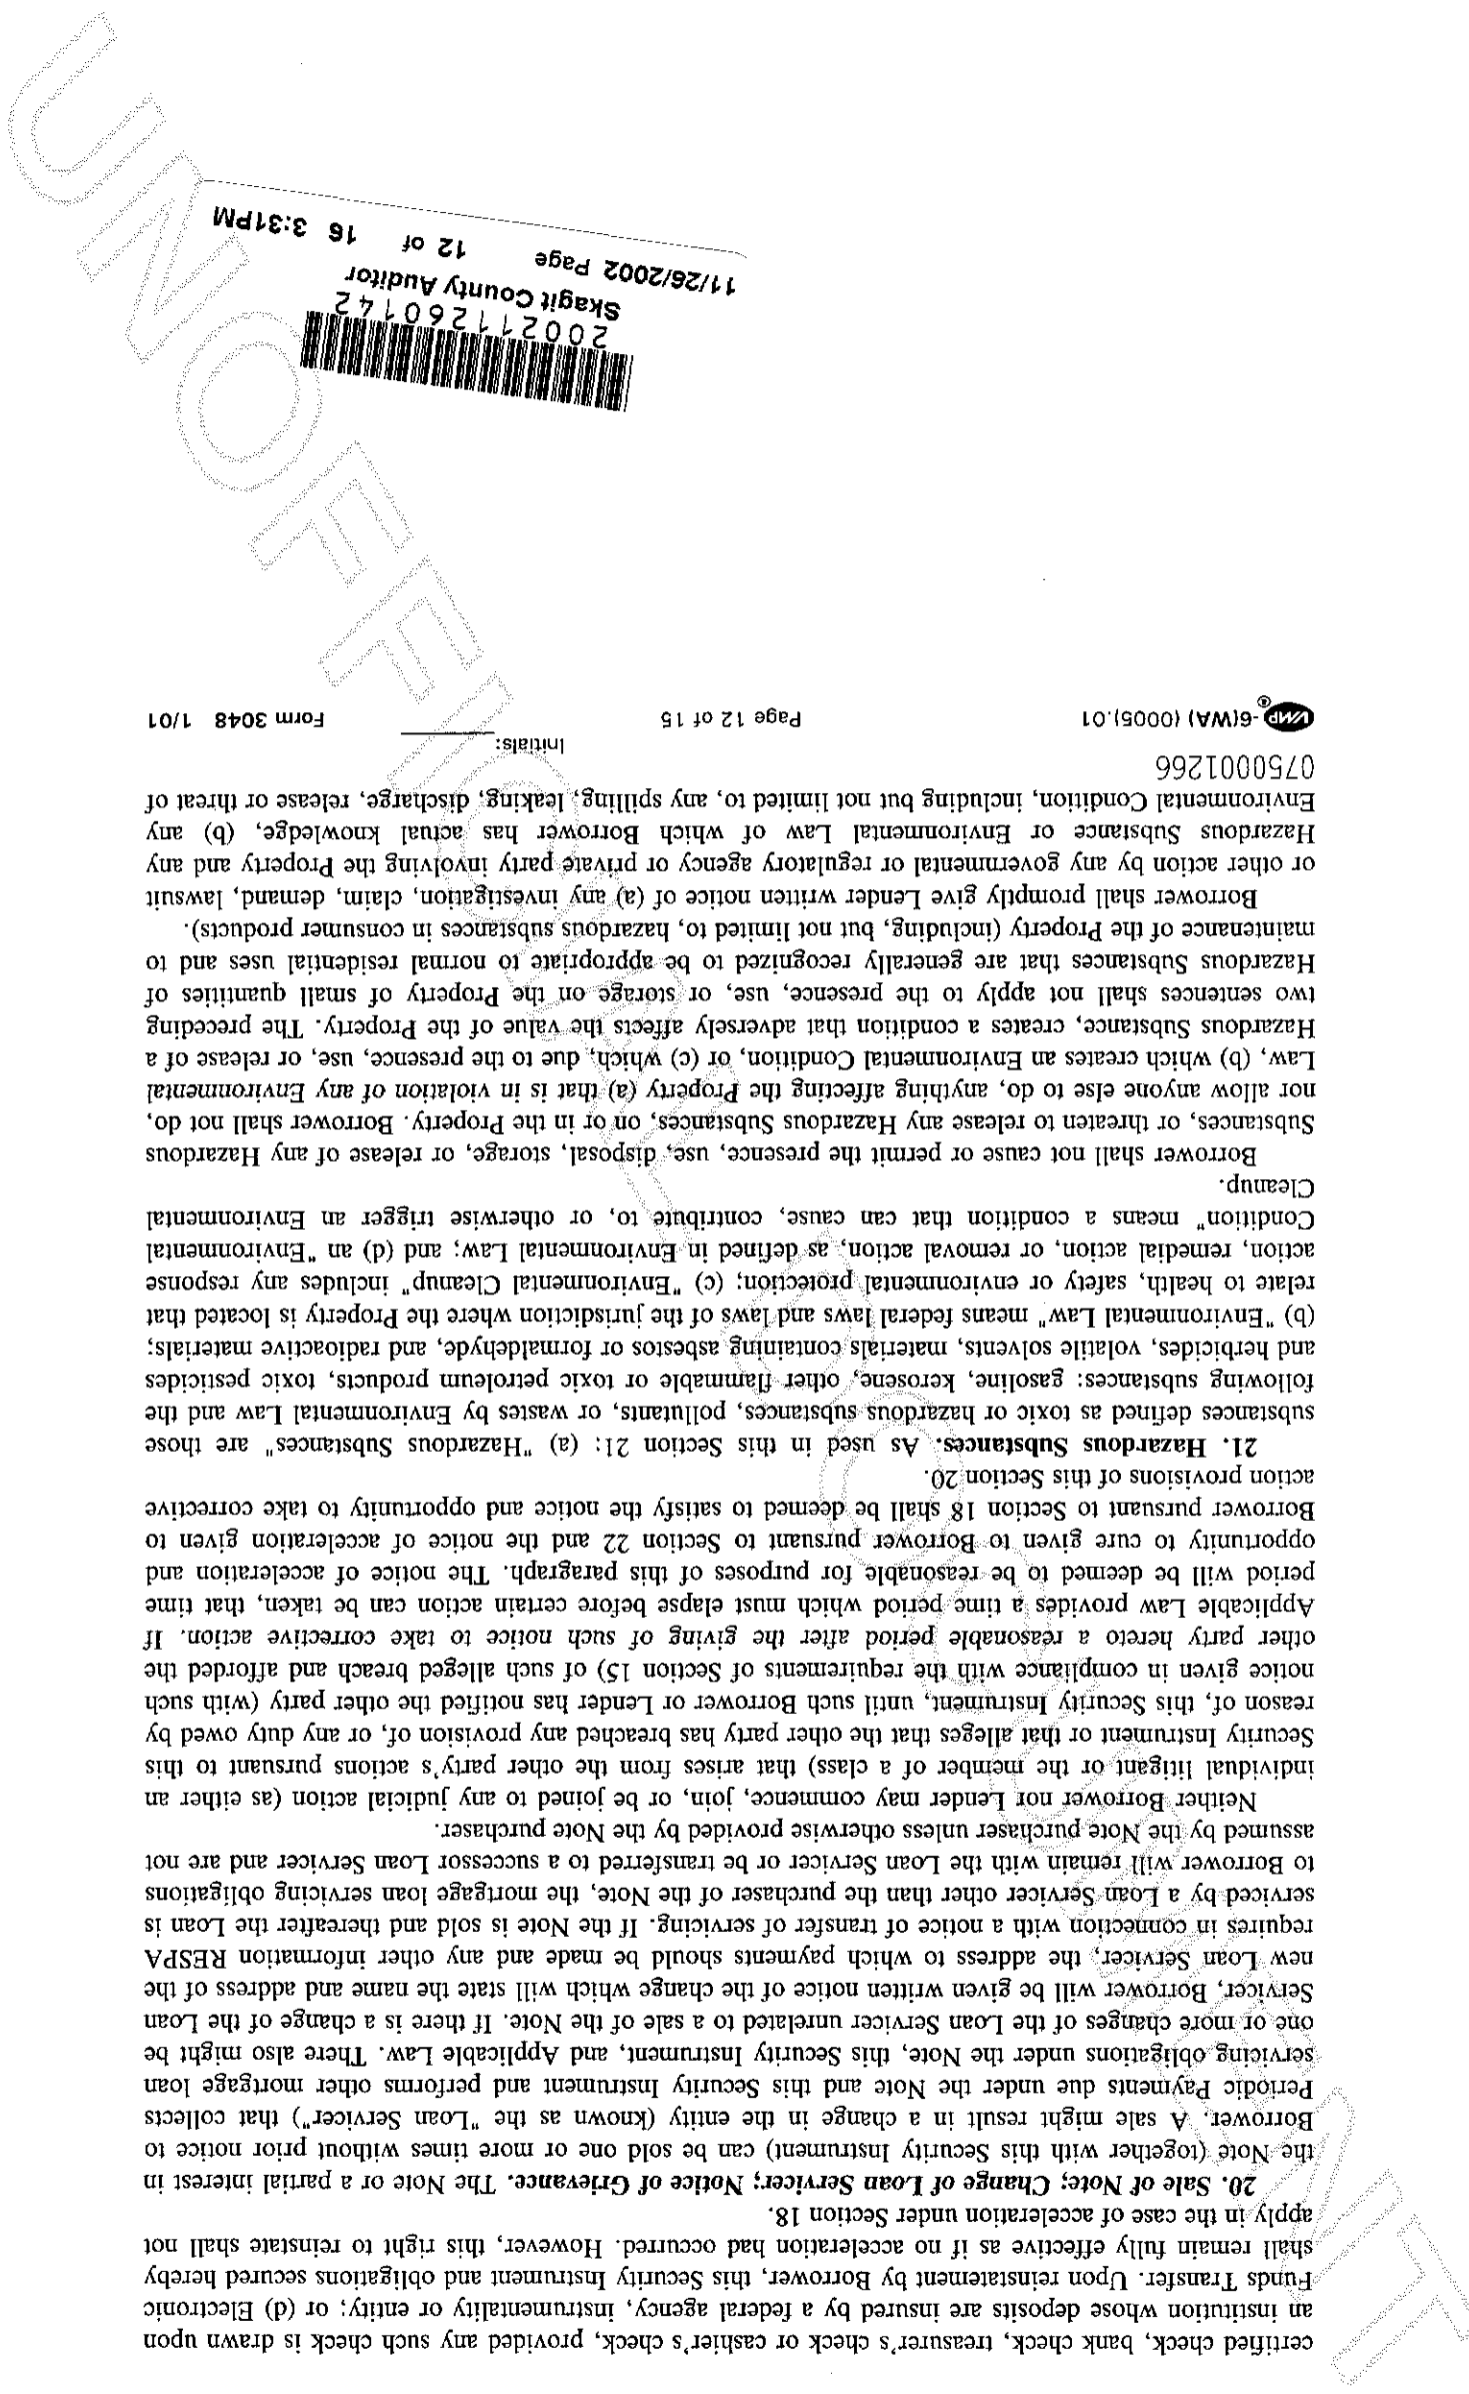 certified check, bank check, treasurer's check or cashier's check, provided any such check is drawn upon
an institution whose deposits are insured by a federal agency, instrumentality or entity; or (d) Electronic
Funds Transfer. Upon reinstatement by Borrower, this Security Instrument and obligations secured hereby
shall remain fully effective as if no acceleration had occurred. However, this right to reinstate shall not
apply in the case of acceleration under Section 18.
20. Sale of Note; Change of Loan Servicer; Notice of Grievance. The Note or a partial interest in
the Note (together with this Security Instrument) can be sold one or more times without prior notice to
Borrower. A sale might result in a change in the entity (known as the "Loan Servicer") that collects
Periodic Payments due under the Note and this Security Instrument and performs other mortgage loan
servicing obligations under the Note, this Security Instrument, and Applicable Law. There also might be
one or more changes of the Loan Servicer unrelated to a sale of the Note. If there is a change of the Loan
Servicer, Borrower will be given written notice of the change which will state the name and address of the
new Loan Servicer, the address to which payments should be made and any other information RESPA
requires in connection with a notice of transfer of servicing. If the Note is sold and thereafter the Loan is
serviced by a Loan Servicer other than the purchaser of the Note, the mortgage loan servicing obligations
to Borrower will remain with the Loan Servicer or be transferred to a successor Loan Servicer and are not
assumed by the Note purchaser unless otherwise provided by the Note purchaser.
Neither Borrower nor Lender may commence, join, or be joined to any judicial action (as either an
individual litigant or the member of a class) that arises from the other party's actions pursuant to this
Security Instrument or that alleges that the other party has breached any provision of, or any duty owed by
reason of, this Security Instrument, until such Borrower or Lender has notified the other party (with such
notice given in compliance with the requirements of Section 15) of such alleged breach and afforded the
other party hereto a reasonable period after the giving of such notice to take corrective action. If
Applicable Law provides a time period which must elapse before certain action can be taken, that time
period will be deemed to be reasonable for purposes of this paragraph. The notice of acceleration and
opportunity to cure given to Borrower pursuant to Section 22 and the notice of acceleration given to
Borrower pursuant to Section 18 shall be deemed to satisfy the notice and opportunity to take corrective
action provisions of this Section 20.
21. Hazardous Substances. As used in this Section 21: (a) "Hazardous Substances" are those
substances defined as toxic or hazardous substances, pollutants, or wastes by Environmental Law and the
following substances: gasoline, kerosene, other flammable or toxic petroleum products, toxic pesticides
and herbicides, volatile solvents, materials containing asbestos or formaldehyde, and radioactive materials;
(b) "Environmental Law" means federal laws and laws of the jurisdiction where the Property is located that
relate to health, safety or environmental protection; (c) "Environmental Cleanup" includes any response
action, remedial action, or removal action, as defined in Environmental Law; and (d) an "Environmental
Condition" means a condition that can cause, contribute to, or otherwise trigger an Environmental
Cleanup.
Borrower shall not cause or permit the presence, use, disposal, storage, or release of any Hazardous
Substances, or threaten to release any Hazardous Substances, on or in the Property. Borrower shall not do,
nor allow anyone else to do, anything affecting the Property (a) that is in violation of any Environmental
Law, (b) which creates an Environmental Condition, or (c) which, due to the presence, use, or release of a
Hazardous Substance, creates a condition that adversely affects the value of the Property. The preceding
two sentences shall not apply to the presence, use, or storage on the Property of small quantities of
Hazardous Substances that are generally recognized to be appropriate to normal residential uses and to
maintenance of the Property (including, but not limited to, hazardous substances in consumer products).
Borrower shall promptly give Lender written notice of (a) any investigation, claim, demand, lawsuit
or other action by any governmental or regulatory agency or private party involving the Property and any
Hazardous Substance or Environmental Law of which Borrower has actual knowledge, (b) any
Environmental Condition, including but not limited to, any spilling, leaking, discharge, release or threat of
0750001266
Initials:
VMP®-6(WA) (0005).01 Page 12 of 15 Form 3048 1/01
200211260142
Skagit County Auditor
11/26/2002 Page 12 of 16 3:31PM
UNOFFICIAL DOCUMENT